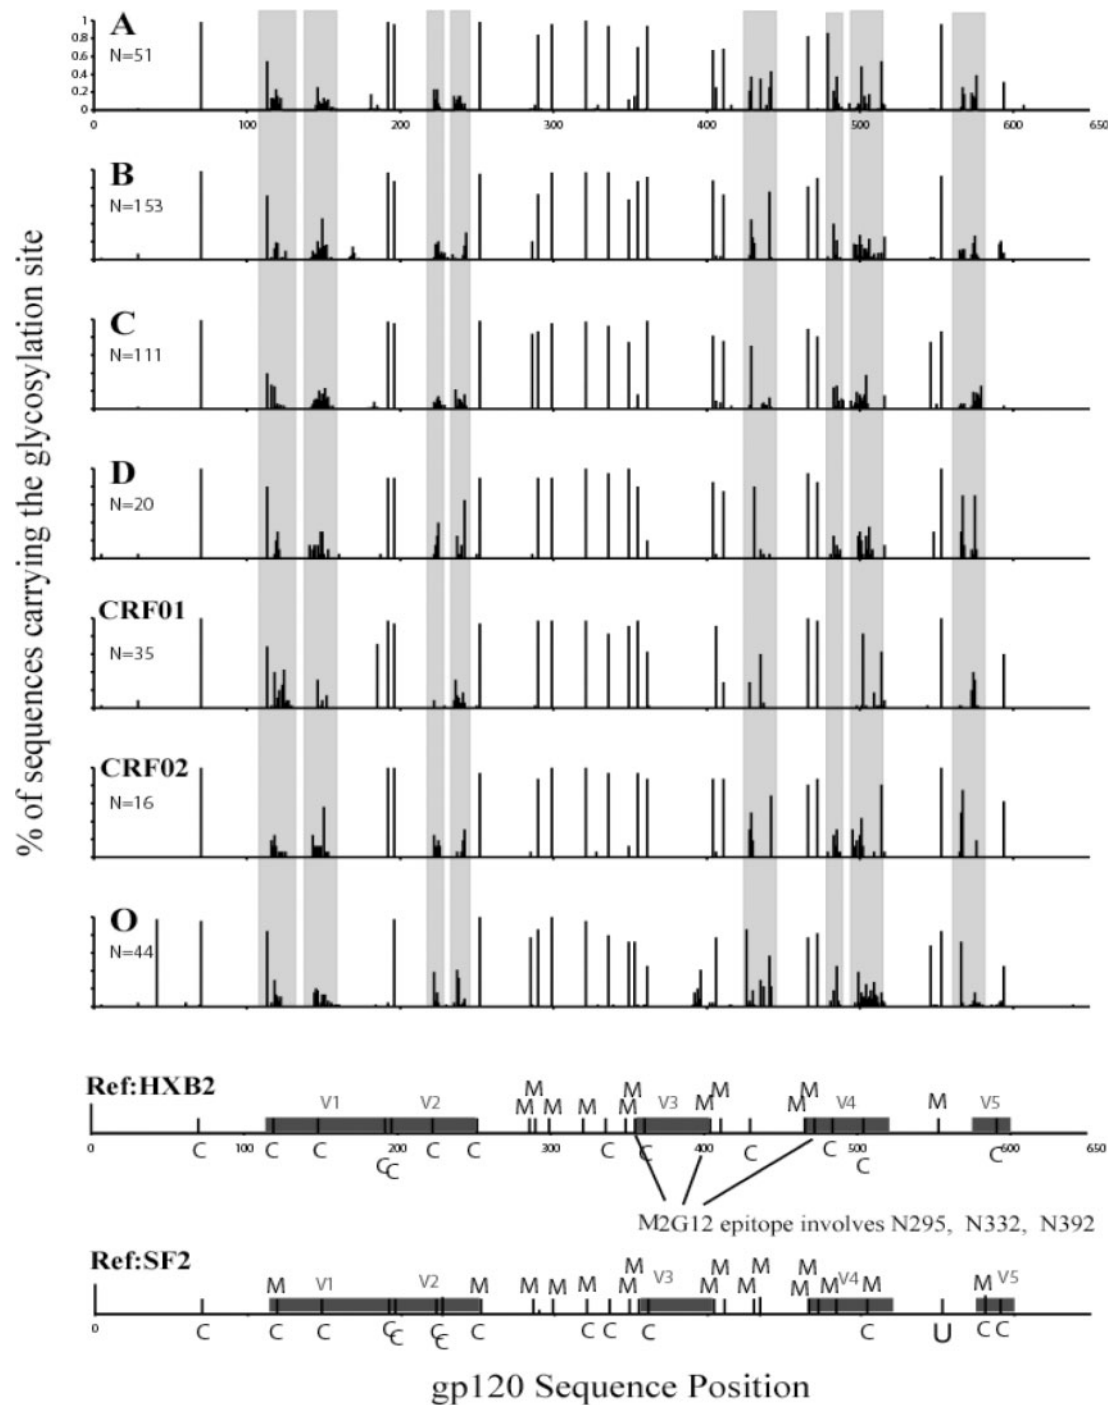 % of sequences carrying the glycosylation site
A
N=51
1
0.8
0.6
0.4
0.2
0
0 100 200 300 400 500 600 650
B
N=153
C
N=111
D
N=20
CRF01
N=35
CRF02
N=16
O
N=44
Ref:HXB2
M M M M M M M M M M M M
V1 V2 V3 V4 V5
0 100 200 300 400 500 600 650
C C C C C C C C C C C C C
M2G12 epitope involves N295, N332, N392
Ref:SF2
M M M M M M M M M M M M M M M M M
V1 V2 V3 V4 V5
0
C C C C C C C C C C C C U C C
gp120 Sequence Position